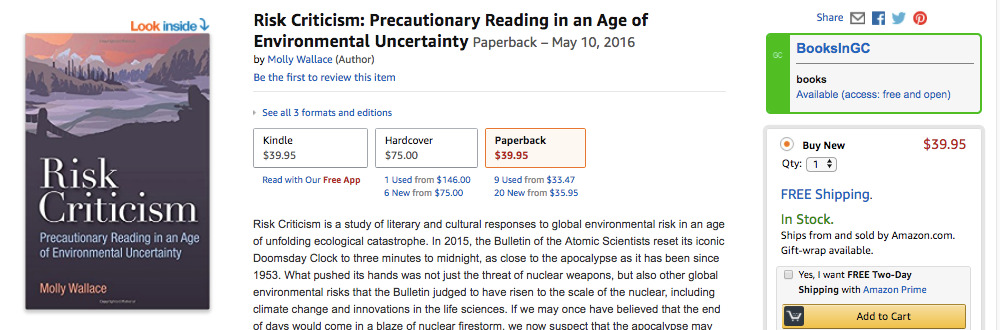 Look inside
Risk
Criticism
Precautionary Reading in an Age
of Environmental Uncertainty
Molly Wallace
Risk Criticism: Precautionary Reading in an Age of
Environmental Uncertainty Paperback – May 10, 2016
by Molly Wallace (Author)
Be the first to review this item
See all 3 formats and editions
Kindle
$39.95
Read with Our Free App
Hardcover
$75.00
1 Used from $146.00
6 New from $75.00
Paperback
$39.95
9 Used from $33.47
20 New from $35.95
Risk Criticism is a study of literary and cultural responses to global environmental risk in an age
of unfolding ecological catastrophe. In 2015, the Bulletin of the Atomic Scientists reset its iconic
Doomsday Clock to three minutes to midnight, as close to the apocalypse as it has been since
1953. What pushed its hands was not just the threat of nuclear weapons, but also other global
environmental risks that the Bulletin judged to have risen to the scale of the nuclear, including
climate change and innovations in the life sciences. If we may once have believed that the end
of days would come in a blaze of nuclear firestorm, we now suspect that the apocalypse may
Share
GC
BooksInGC
books
Available (access: free and open)
Buy New
$39.95
Qty: 1
FREE Shipping.
In Stock.
Ships from and sold by Amazon.com.
Gift-wrap available.
Yes, I want FREE Two-Day
Shipping with Amazon Prime
Add to Cart